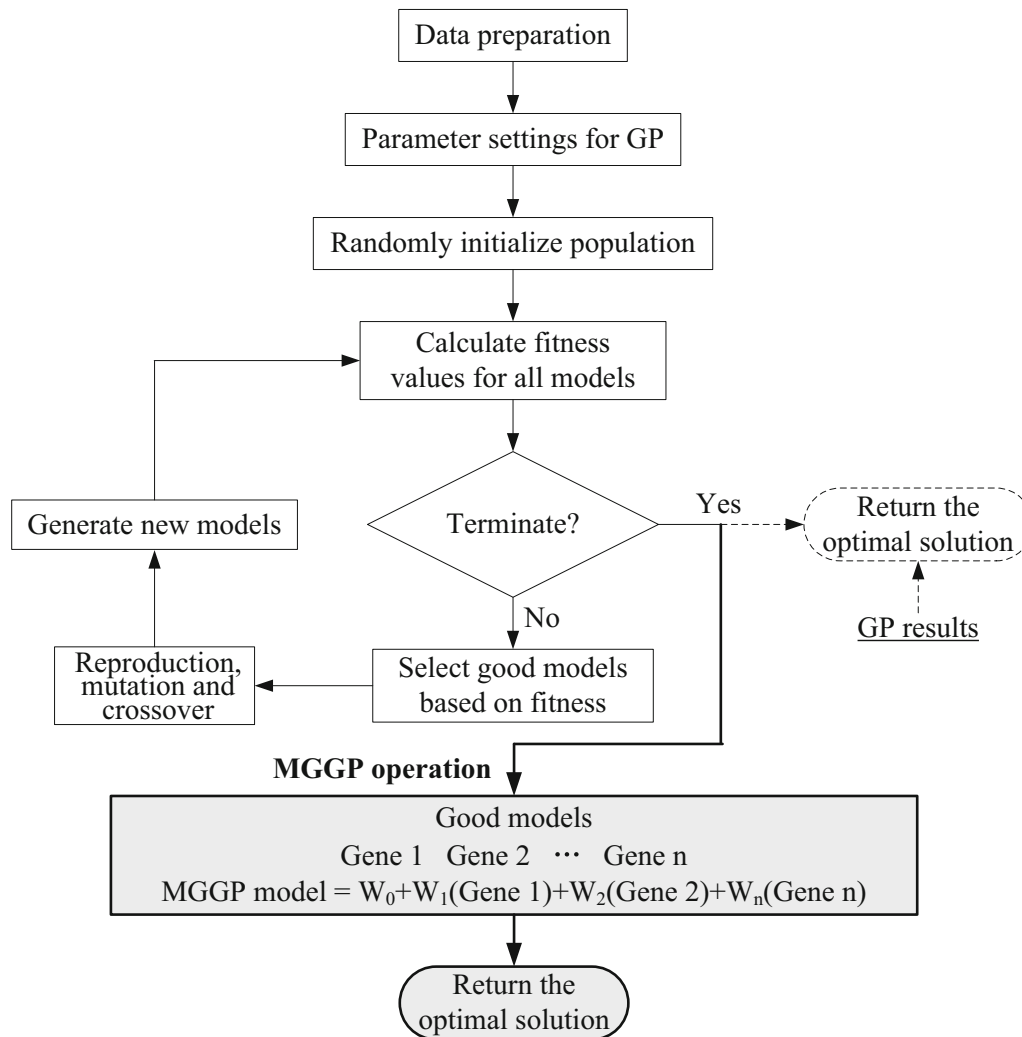 Data preparation
Parameter settings for GP
Randomly initialize population
Calculate fitness
values for all models
Terminate?
Yes
Return the
optimal solution
GP results
No
Generate new models
Reproduction,
mutation and
crossover
Select good models
based on fitness
MGGP operation
Good models
Gene 1 Gene 2 ··· Gene n
MGGP model = W₀+W₁(Gene 1)+W₂(Gene 2)+Wₙ(Gene n)
Return the
optimal solution